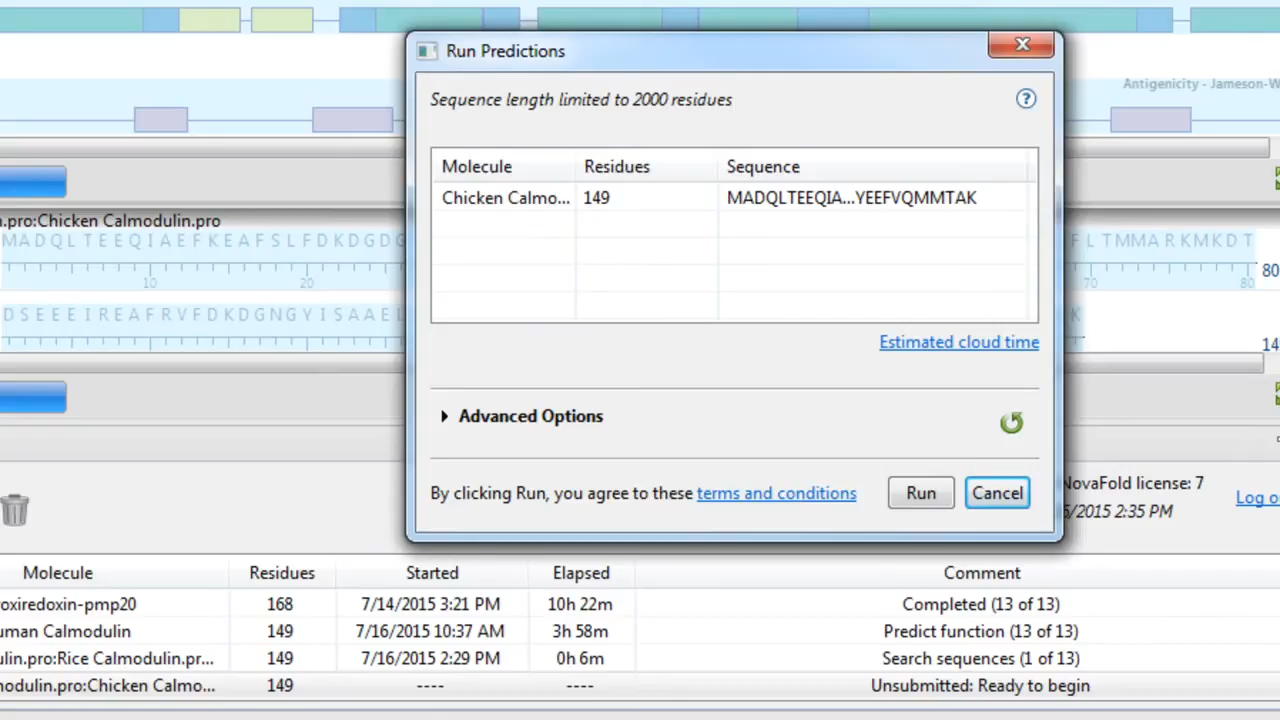 Run Predictions
Sequence length limited to 2000 residues
Antigenicity - Jameson-W
Molecule Residues Sequence
Chicken Calmo... 149 MADQLTEEQIA...YEEFVQMMTAK
n.pro:Chicken Calmodulin.pro
MADQLTEEQIAEFKEAFSLFDKDGDG FLTMMARKMKDT
10 20 70 80
80
DSEEEIREAFRVFDKDGNGYISAAEL K
14
Estimated cloud time
Advanced Options
By clicking Run, you agree to these terms and conditions Run Cancel
NovaFold license: 7
Log o
5/2015 2:35 PM
Molecule Residues Started Elapsed Comment
oxiredoxin-pmp20 168 7/14/2015 3:21 PM 10h 22m Completed (13 of 13)
uman Calmodulin 149 7/16/2015 10:37 AM 3h 58m Predict function (13 of 13)
ulin.pro:Rice Calmodulin.pr... 149 7/16/2015 2:29 PM 0h 6m Search sequences (1 of 13)
modulin.pro:Chicken Calmo... 149 ---- ---- Unsubmitted: Ready to begin